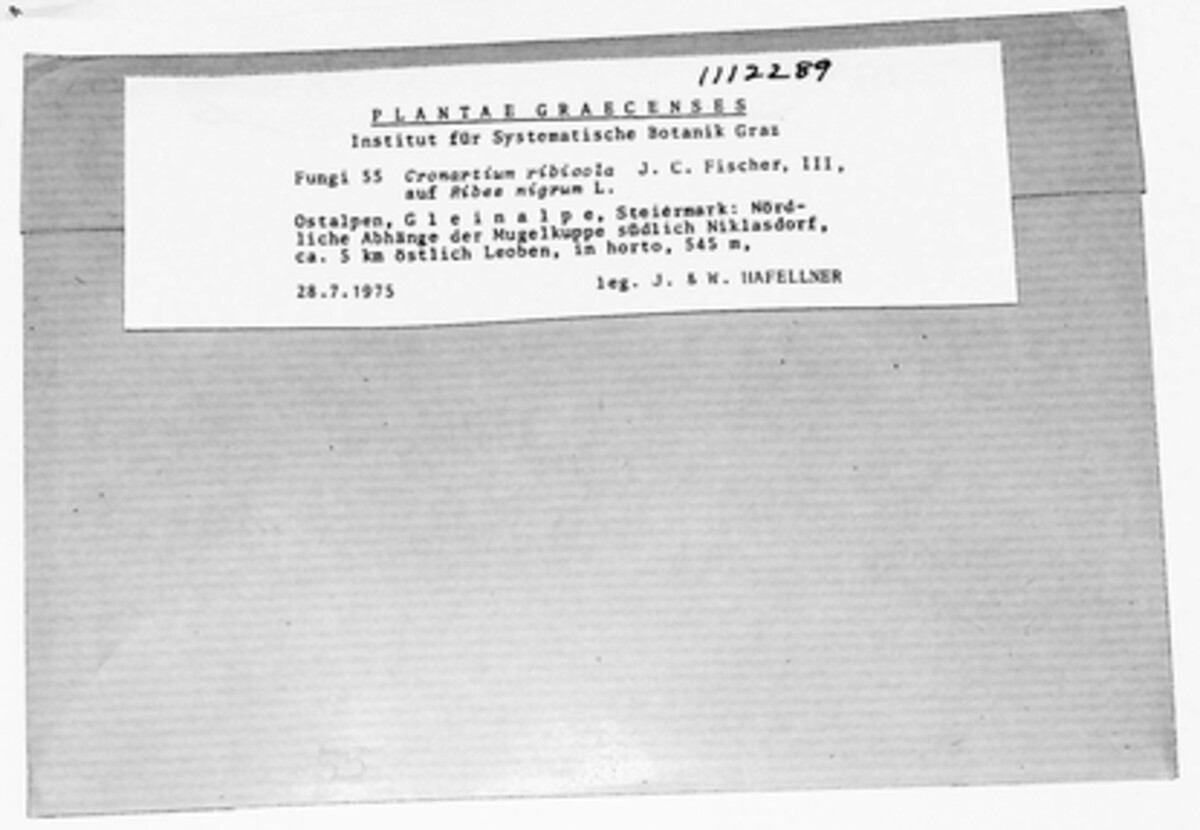 1112289
PLANTAE GRAECENSES
Institut für Systematische Botanik Graz
Fungi 55 Cronartium ribicola J. C. Fischer, III,
auf Ribes nigrum L.
Ostalpen, Gleinalpe, Steiermark: Nörd-
liche Abhänge der Mugelkuppe südlich Niklasdorf,
ca. 5 km östlich Leoben, in horto, 545 m,
28.7.1975 leg. J. & W. HAFELLNER
55